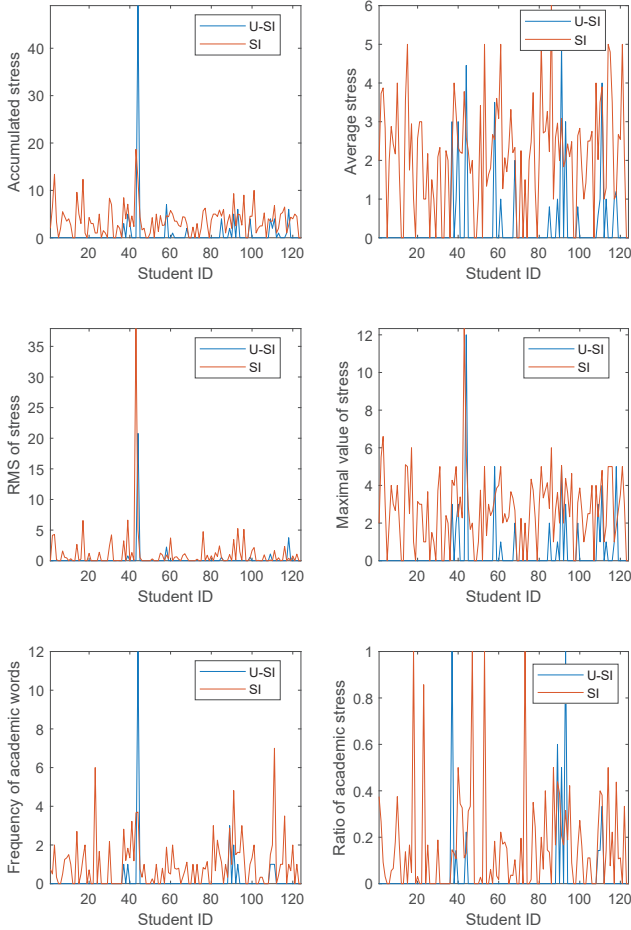 Accumulated stress
40
30
20
10
0
20 40 60 80 100 120
Student ID
U-SI
SI
Average stress
6
5
4
3
2
1
0
20 40 60 80 100 120
Student ID
U-SI
SI
RMS of stress
35
30
25
20
15
10
5
0
20 40 60 80 100 120
Student ID
U-SI
SI
Maximal value of stress
12
10
8
6
4
2
0
20 40 60 80 100 120
Student ID
U-SI
SI
Frequency of academic words
12
10
8
6
4
2
0
20 40 60 80 100 120
Student ID
U-SI
SI
Ratio of academic stress
1
0.8
0.6
0.4
0.2
0
20 40 60 80 100 120
Student ID
U-SI
SI